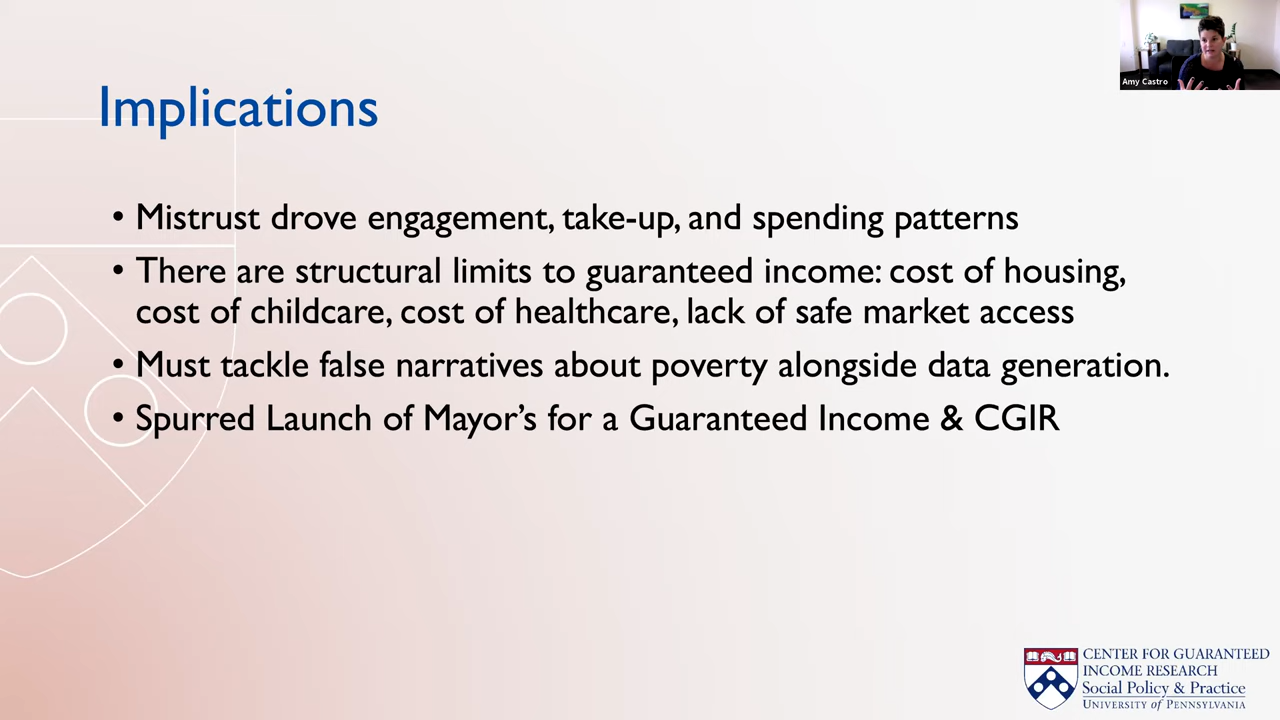 Amy Castro
Implications
• Mistrust drove engagement, take-up, and spending patterns
• There are structural limits to guaranteed income: cost of housing,
cost of childcare, cost of healthcare, lack of safe market access
• Must tackle false narratives about poverty alongside data generation.
• Spurred Launch of Mayor’s for a Guaranteed Income & CGIR
CENTER FOR GUARANTEED
INCOME RESEARCH
Social Policy & Practice
UNIVERSITY of PENNSYLVANIA